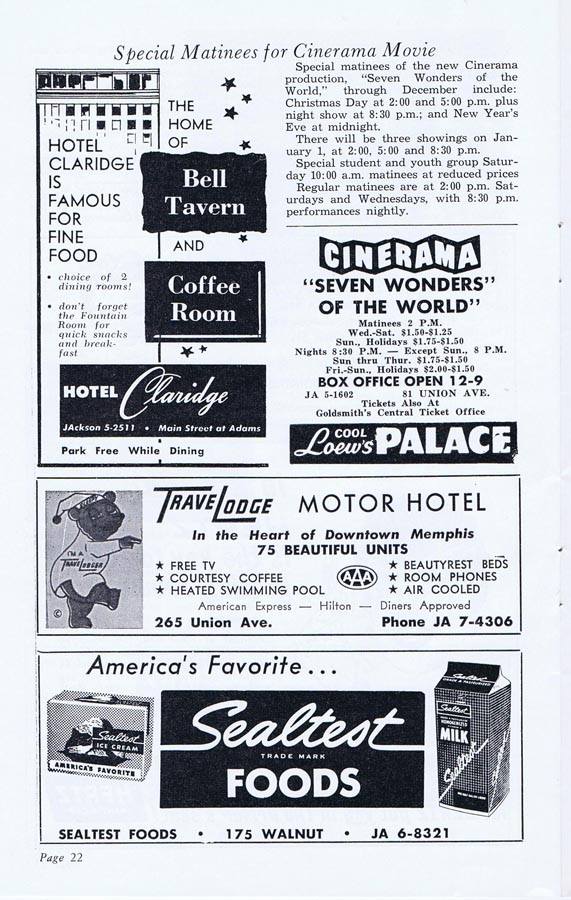 Special Matinees for Cinerama Movie
Special matinees of the new Cinerama
production, "Seven Wonders of the
World," through December include:
Christmas Day at 2:00 and 5:00 p.m. plus
night show at 8:30 p.m.; and New Year's
Eve at midnight.
There will be three showings on Jan-
uary 1, at 2:00, 5:00 and 8:30 p.m.
Special student and youth group Satur-
day 10:00 a.m. matinees at reduced prices
Regular matinees are at 2:00 p.m. Sat-
urdays and Wednesdays, with 8:30 p.m.
performances nightly.
HOTEL
CLARIDGE
IS
FAMOUS
FOR
FINE
FOOD
• choice of 2
dining rooms!
• don't forget
the Fountain
Room for
quick snacks
and break-
fast
THE
HOME
OF
Bell
Tavern
AND
Coffee
Room
HOTEL Claridge
JAckson 5-2511 • Main Street at Adams
Park Free While Dining
CINERAMA
"SEVEN WONDERS"
OF THE WORLD"
Matinees 2 P.M.
Wed.-Sat. $1.50-$1.25
Sun., Holidays $1.75-$1.50
Nights 8:30 P.M. — Except Sun., 8 P.M.
Sun thru Thur. $1.75-$1.50
Fri.-Sun., Holidays $2.00-$1.50
BOX OFFICE OPEN 12-9
JA 5-1602 81 UNION AVE.
Tickets Also At
Goldsmith's Central Ticket Office
COOL
Loew's PALACE
TRAVELODGE MOTOR HOTEL
In the Heart of Downtown Memphis
75 BEAUTIFUL UNITS
★ FREE TV
★ COURTESY COFFEE
★ HEATED SWIMMING POOL
AAA
★ BEAUTYREST BEDS
★ ROOM PHONES
★ AIR COOLED
American Express — Hilton — Diners Approved
265 Union Ave. Phone JA 7-4306
I'M A
TRAVELODGER
©
America's Favorite ...
Sealtest
ICE CREAM
AMERICA'S FAVORITE
Sealtest
TRADE MARK
FOODS
Sealtest
Sealtest
HOMOGENIZED
MILK
Sealtest
SEALTEST FOODS • 175 WALNUT • JA 6-8321
Page 22